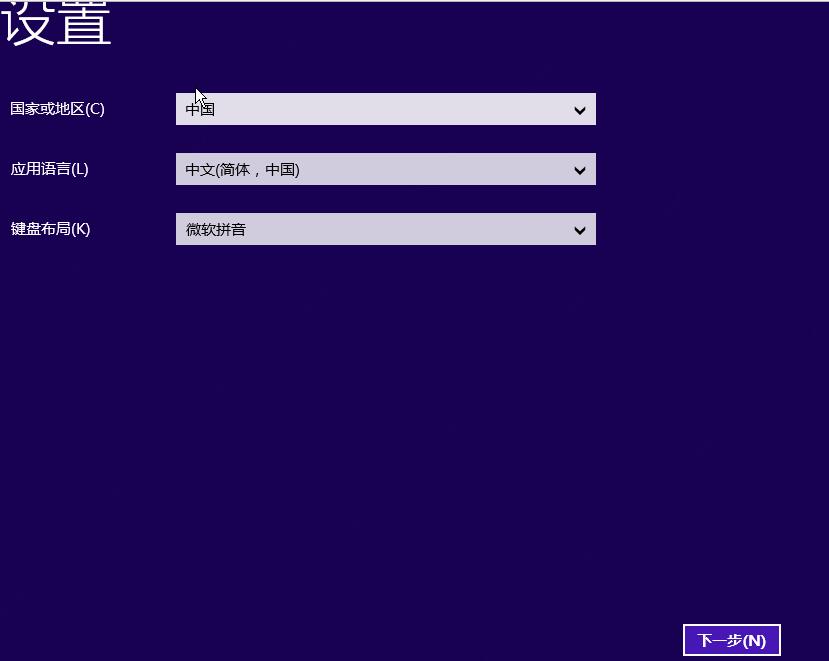 设置
国家或地区(C)
中国
应用语言(L)
中文(简体，中国)
键盘布局(K)
微软拼音
下一步(N)